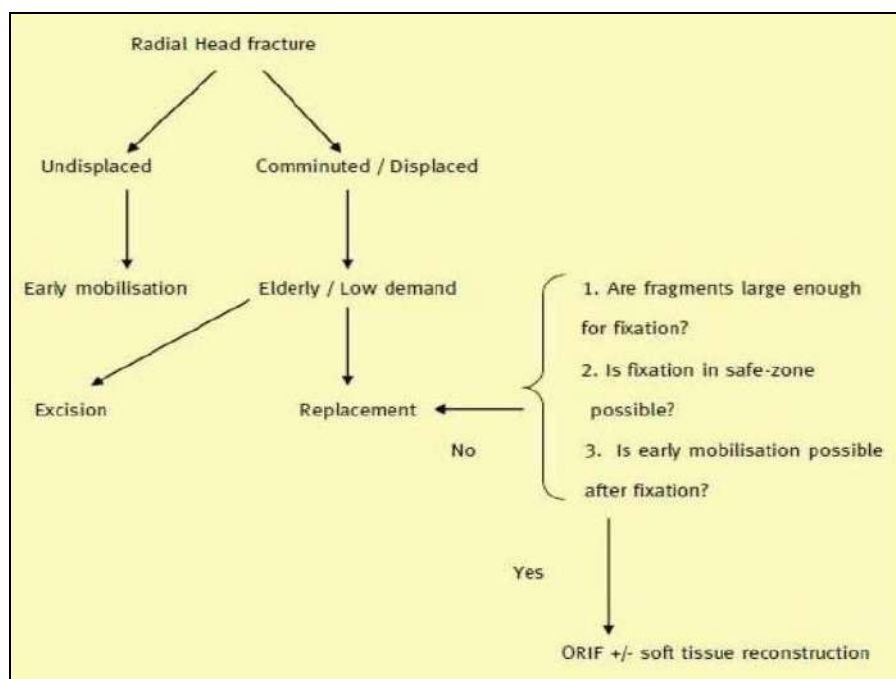 Radial Head fracture
Undisplaced
Comminuted / Displaced
Early mobilisation
Elderly / Low demand
Excision
Replacement
No
1. Are fragments large enough
for fixation?
2. Is fixation in safe-zone
possible?
3. Is early mobilisation possible
after fixation?
Yes
ORIF +/- soft tissue reconstruction